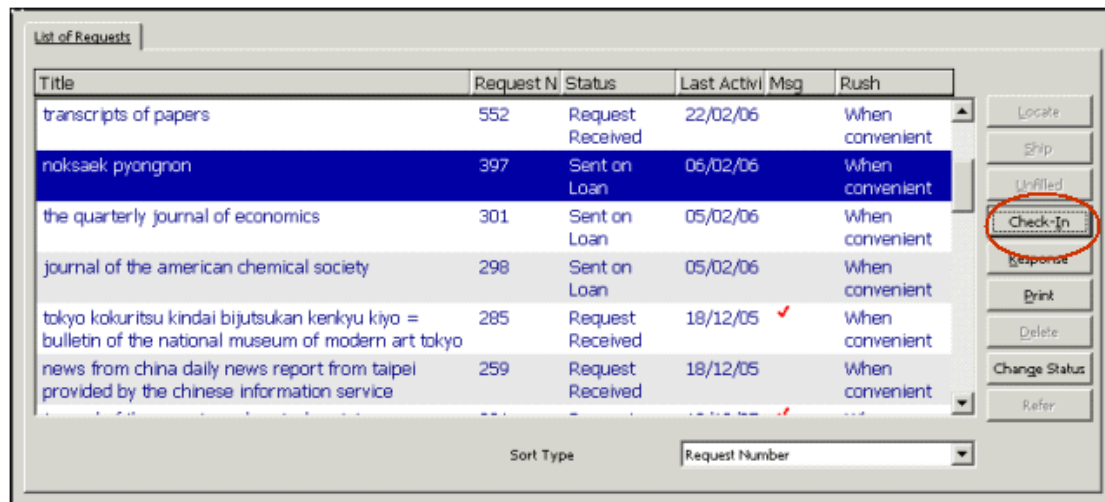 List of Requests
Title Request N Status Last Activi Msg Rush
transcripts of papers 552 Request 22/02/06 When
Received convenient
noksaek pyongnon 397 Sent on 06/02/06 When
Loan convenient
the quarterly journal of economics 301 Sent on 05/02/06 When
Loan convenient
journal of the american chemical society 298 Sent on 05/02/06 When
Loan convenient
tokyo kokuritsu kindai bijutsukan kenkyu kiyo = 285 Request 18/12/05 When
bulletin of the national museum of modern art tokyo Received convenient
news from china daily news report from taipei 259 Request 18/12/05 When
provided by the chinese information service Received convenient
Locate
Ship
Unfilled
Check-In
Response
Print
Delete
Change Status
Refer
Sort Type Request Number